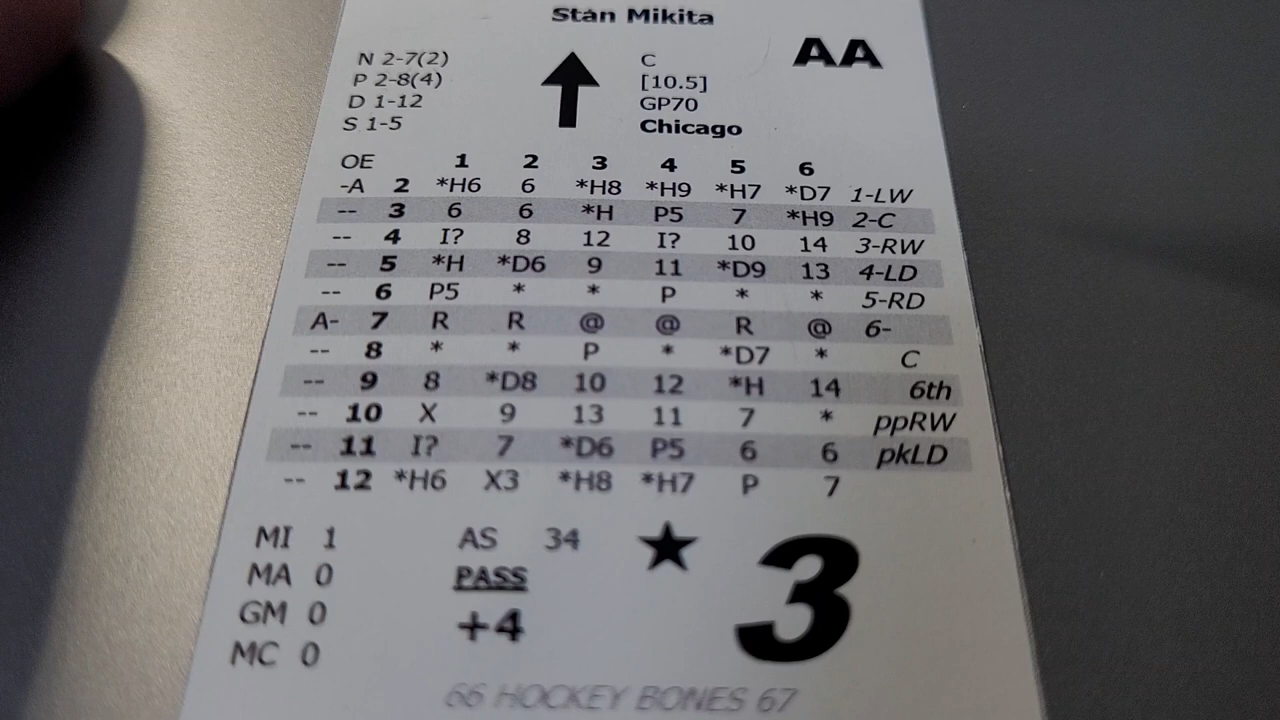 Stan Mikita
N 2-7(2) C AA
P 2-8(4) [10.5]
D 1-12 GP70
S 1-5 Chicago
OE 1 2 3 4 5 6
-A 2 *H6 6 *H8 *H9 *H7 *D7 1-LW
-- 3 6 6 *H P5 7 *H9 2-C
-- 4 I? 8 12 I? 10 14 3-RW
-- 5 *H *D6 9 11 *D9 13 4-LD
-- 6 P5 * * P * * 5-RD
A- 7 R R @ @ R @ 6-
-- 8 * * P * *D7 * C
-- 9 8 *D8 10 12 *H 14 6th
-- 10 X 9 13 11 7 * ppRW
-- 11 I? 7 *D6 P5 6 6 pkLD
-- 12 *H6 X3 *H8 *H7 P 7
MI 1 AS 34 ★ 3
MA 0 PASS
GM 0 +4
MC 0
66 HOCKEY BONES 67